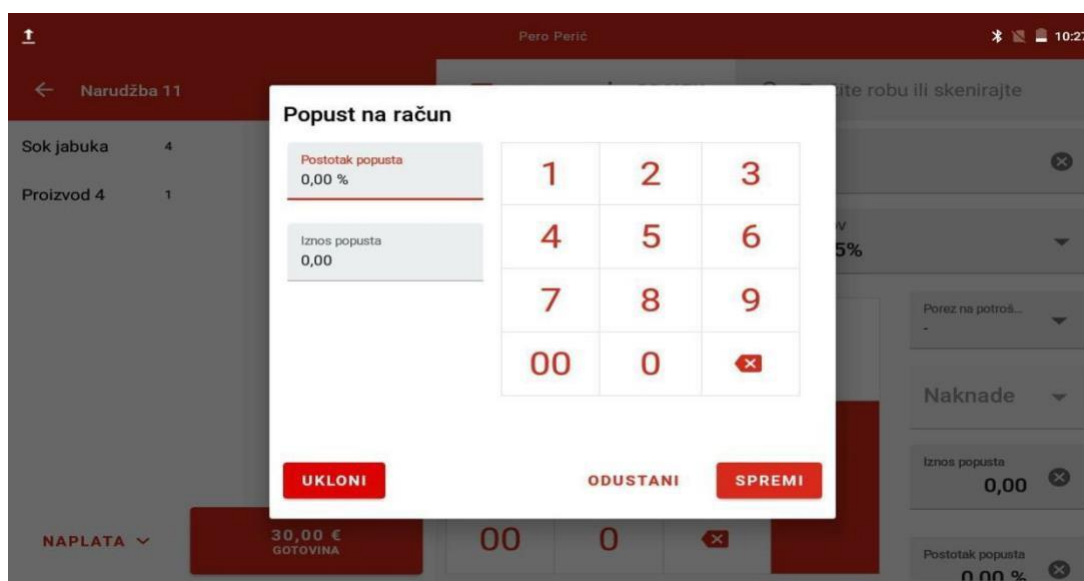 Pero Perić
10:27
Narudžba 11
robu ili skenirajte
Sok jabuka 4
Proizvod 4 1
Popust na račun
Postotak popusta
0,00 %
Iznos popusta
0,00
1 2 3
4 5 6
7 8 9
00 0
UKLONI
ODUSTANI
SPREMI
5%
Porez na potroš...
-
Naknade
Iznos popusta
0,00
Postotak popusta
0,00 %
NAPLATA
30,00 €
GOTOVINA
00 0